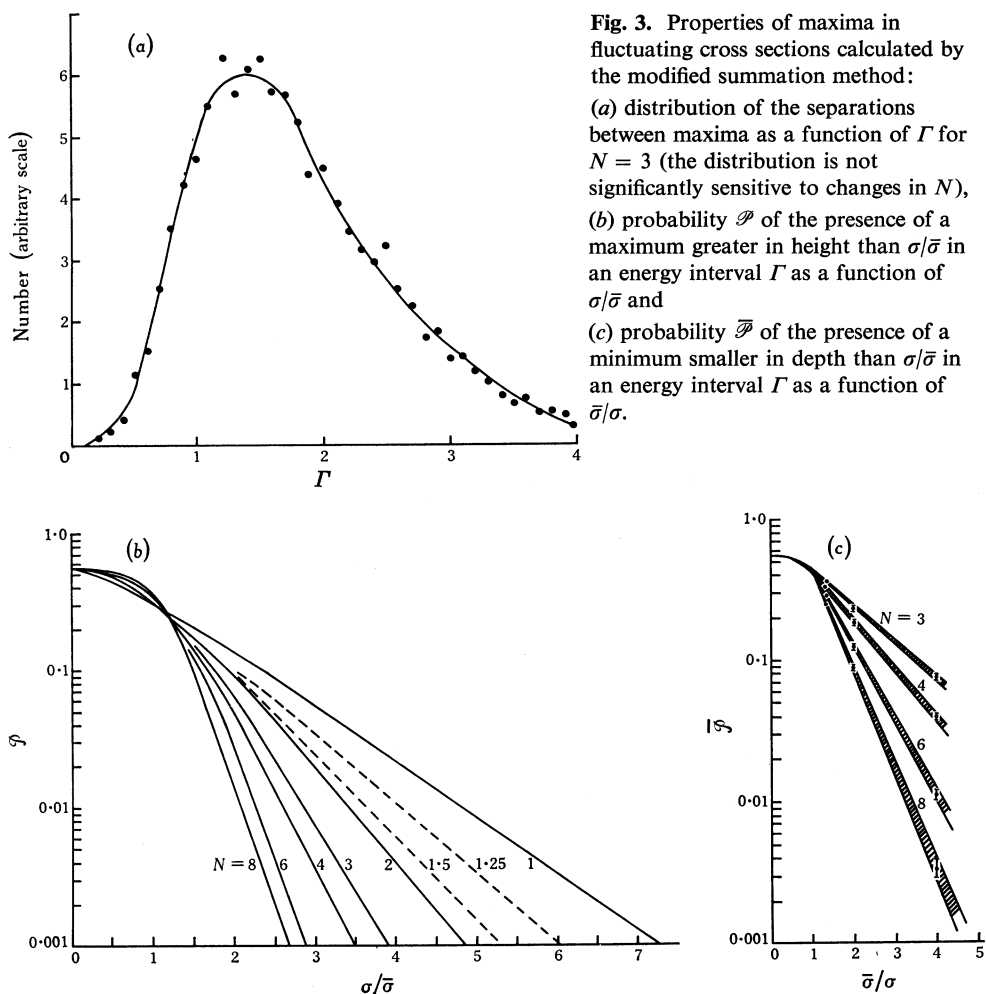 (a)
Number (arbitrary scale)
6
5
4
3
2
1
0
1
2
3
4
Γ
Fig. 3. Properties of maxima in
fluctuating cross sections calculated by
the modified summation method:
(a) distribution of the separations
between maxima as a function of Γ for
N = 3 (the distribution is not
significantly sensitive to changes in N),
(b) probability 𝒫 of the presence of a
maximum greater in height than σ/σ̄ in
an energy interval Γ as a function of
σ/σ̄ and
(c) probability 𝒫̄ of the presence of a
minimum smaller in depth than σ/σ̄ in
an energy interval Γ as a function of
σ̄/σ.
(b)
1·0
0·1
0·01
0·001
𝒫
N = 8
6
4
3
2
1·5
1·25
1
0
1
2
3
4
5
6
7
σ/σ̄
(c)
1·0
0·1
0·01
0·001
𝒫̄
N = 3
4
6
8
0
1
2
3
4
5
σ̄/σ